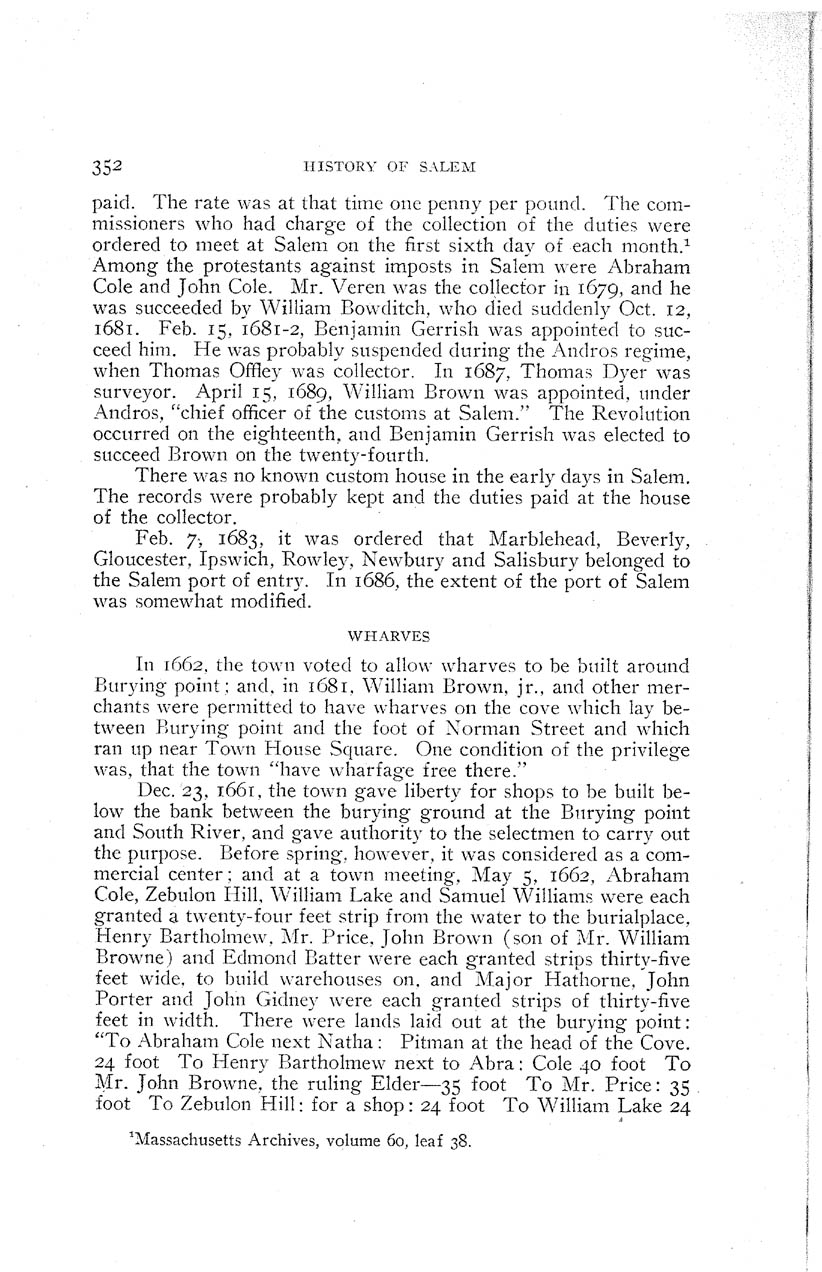 352 HISTORY OF SALEM
paid. The rate was at that time one penny per pound. The com-
missioners who had charge of the collection of the duties were
ordered to meet at Salem on the first sixth day of each month.¹
Among the protestants against imposts in Salem were Abraham
Cole and John Cole. Mr. Veren was the collector in 1679, and he
was succeeded by William Bowditch, who died suddenly Oct. 12,
1681. Feb. 15, 1681-2, Benjamin Gerrish was appointed to suc-
ceed him. He was probably suspended during the Andros regime,
when Thomas Offley was collector. In 1687, Thomas Dyer was
surveyor. April 15, 1689, William Brown was appointed, under
Andros, "chief officer of the customs at Salem." The Revolution
occurred on the eighteenth, and Benjamin Gerrish was elected to
succeed Brown on the twenty-fourth.
There was no known custom house in the early days in Salem.
The records were probably kept and the duties paid at the house
of the collector.
Feb. 7, 1683, it was ordered that Marblehead, Beverly,
Gloucester, Ipswich, Rowley, Newbury and Salisbury belonged to
the Salem port of entry. In 1686, the extent of the port of Salem
was somewhat modified.
WHARVES
In 1662, the town voted to allow wharves to be built around
Burying point; and, in 1681, William Brown, jr., and other mer-
chants were permitted to have wharves on the cove which lay be-
tween Burying point and the foot of Norman Street and which
ran up near Town House Square. One condition of the privilege
was, that the town "have wharfage free there."
Dec. 23, 1661, the town gave liberty for shops to be built be-
low the bank between the burying ground at the Burying point
and South River, and gave authority to the selectmen to carry out
the purpose. Before spring, however, it was considered as a com-
mercial center; and at a town meeting, May 5, 1662, Abraham
Cole, Zebulon Hill, William Lake and Samuel Williams were each
granted a twenty-four feet strip from the water to the burialplace,
Henry Bartholmew, Mr. Price, John Brown (son of Mr. William
Browne) and Edmond Batter were each granted strips thirty-five
feet wide, to build warehouses on, and Major Hathorne, John
Porter and John Gidney were each granted strips of thirty-five
feet in width. There were lands laid out at the burying point:
"To Abraham Cole next Natha: Pitman at the head of the Cove.
24 foot To Henry Bartholmew next to Abra: Cole 40 foot To
Mr. John Browne, the ruling Elder—35 foot To Mr. Price: 35
foot To Zebulon Hill: for a shop: 24 foot To William Lake 24
¹Massachusetts Archives, volume 60, leaf 38.